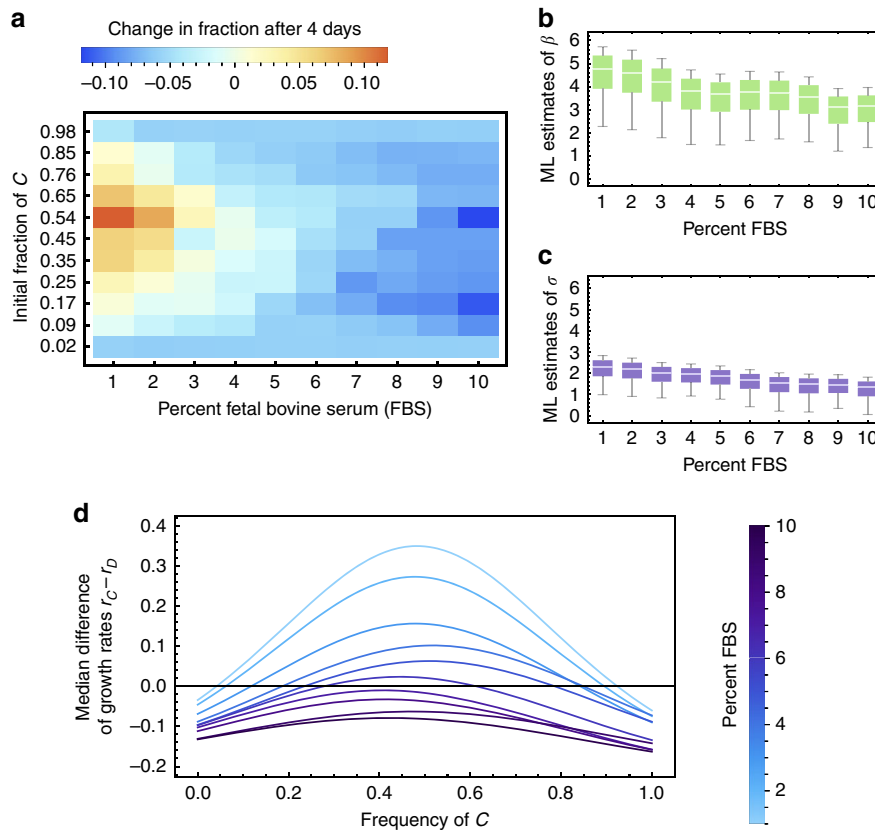 a
Change in fraction after 4 days
−0.10 −0.05 0 0.05 0.10
Initial fraction of C
0.98
0.85
0.76
0.65
0.54
0.45
0.35
0.25
0.17
0.09
0.02
1 2 3 4 5 6 7 8 9 10
Percent fetal bovine serum (FBS)
b
ML estimates of β
6
5
4
3
2
1
0
1 2 3 4 5 6 7 8 9 10
Percent FBS
c
ML estimates of σ
6
5
4
3
2
1
0
1 2 3 4 5 6 7 8 9 10
Percent FBS
d
Median difference
of growth rates r_C−r_D
0.4
0.3
0.2
0.1
0.0
−0.1
−0.2
0.0 0.2 0.4 0.6 0.8 1.0
Frequency of C
Percent FBS
10
8
6
4
2